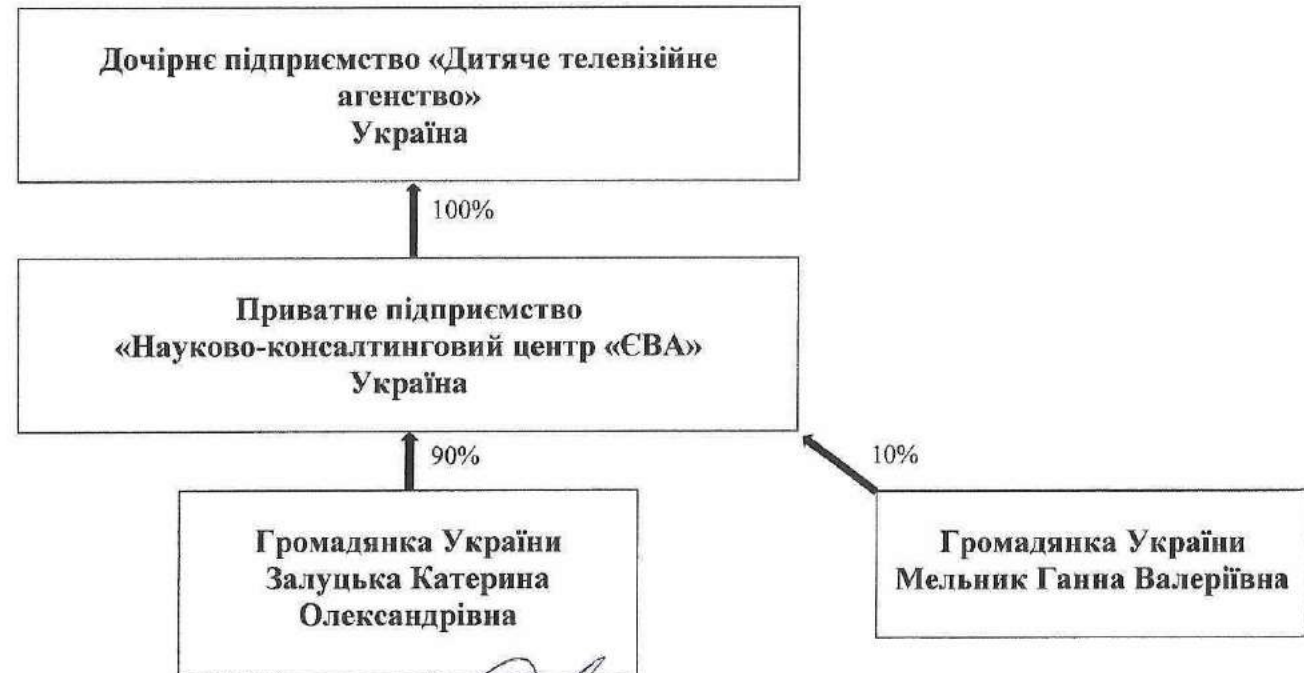 Дочірнє підприємство «Дитяче телевізійне
агенство»
Україна
100%
Приватне підприємство
«Науково-консалтинговий центр «ЄВА»
Україна
90%
10%
Громадянка України
Залуцька Катерина
Олександрівна
Громадянка України
Мельник Ганна Валеріївна